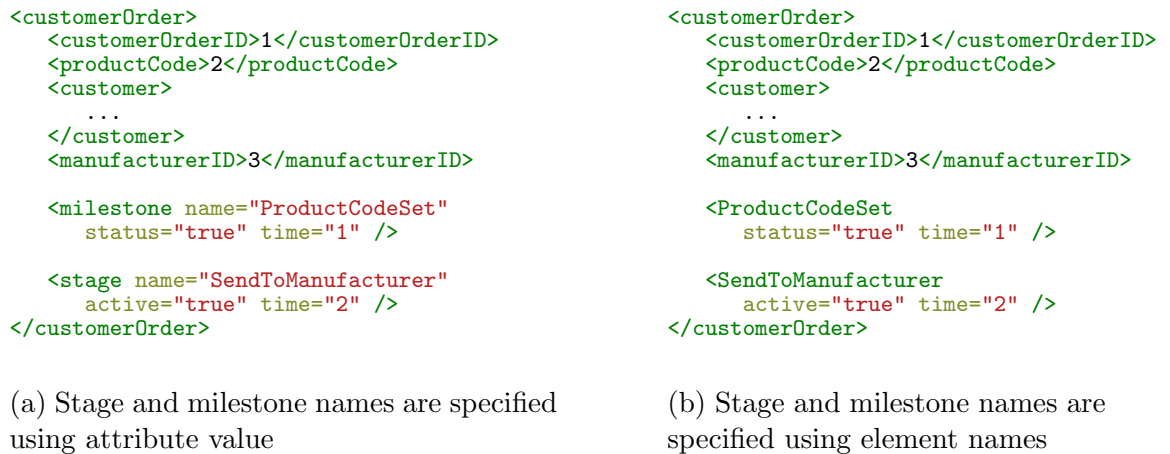 <customerOrder>
   <customerOrderID>1</customerOrderID>
   <productCode>2</productCode>
   <customer>
      ...
   </customer>
   <manufacturerID>3</manufacturerID>

   <milestone name="ProductCodeSet"
      status="true" time="1" />

   <stage name="SendToManufacturer"
      active="true" time="2" />
</customerOrder>

(a) Stage and milestone names are specified
using attribute value

<customerOrder>
   <customerOrderID>1</customerOrderID>
   <productCode>2</productCode>
   <customer>
      ...
   </customer>
   <manufacturerID>3</manufacturerID>

   <ProductCodeSet
      status="true" time="1" />

   <SendToManufacturer
      active="true" time="2" />
</customerOrder>

(b) Stage and milestone names are
specified using element names